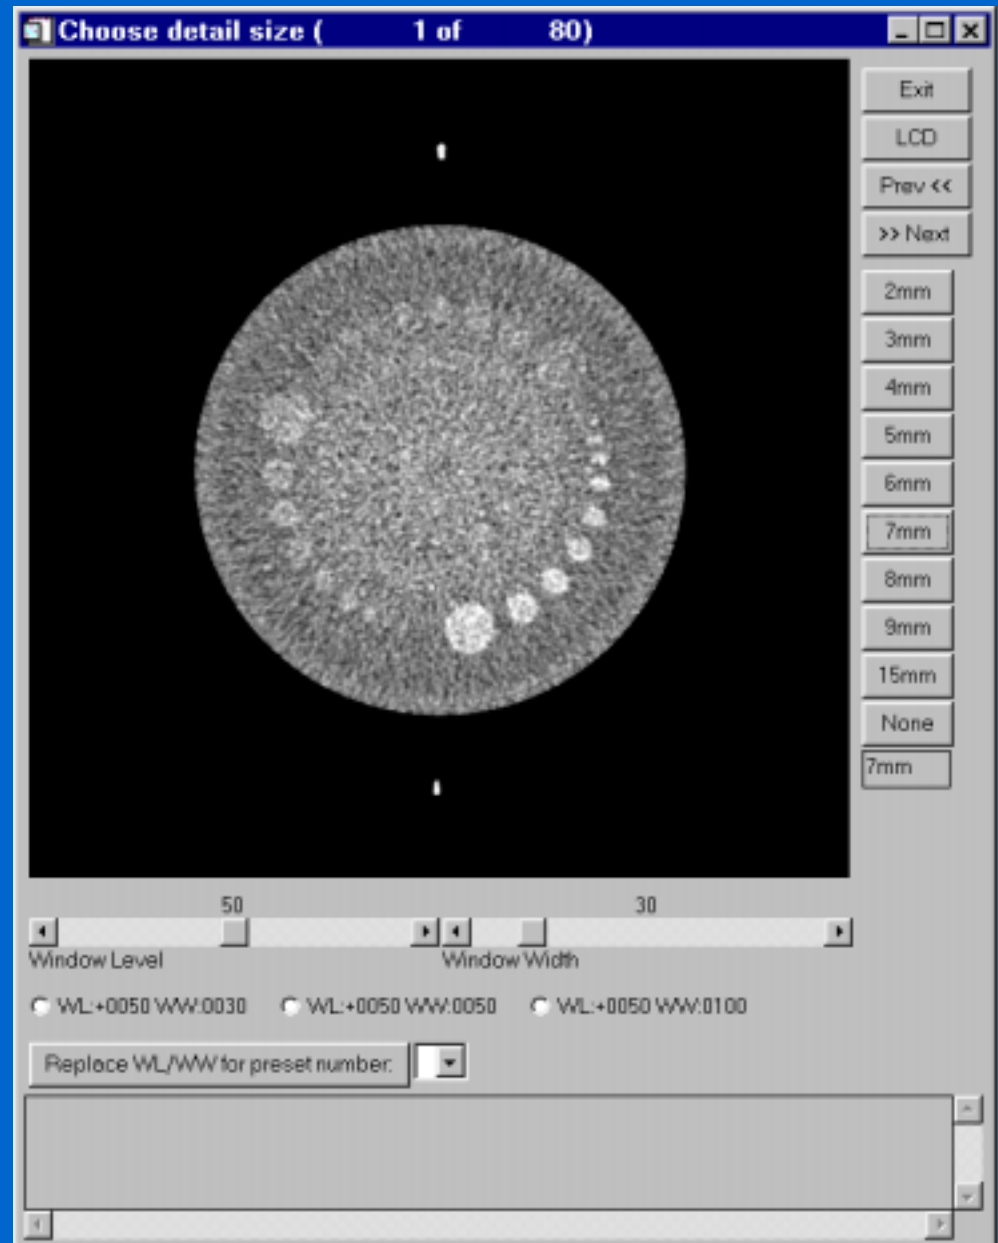 Choose detail size ( 1 of 80)
Exit
LCD
Prev <<
>> Next
2mm
3mm
4mm
5mm
6mm
7mm
8mm
9mm
15mm
None
7mm
50 30
Window Level Window Width
WL:+0050 WW:0030 WL:+0050 WW:0050 WL:+0050 WW:0100
Replace WL/WW for preset number: